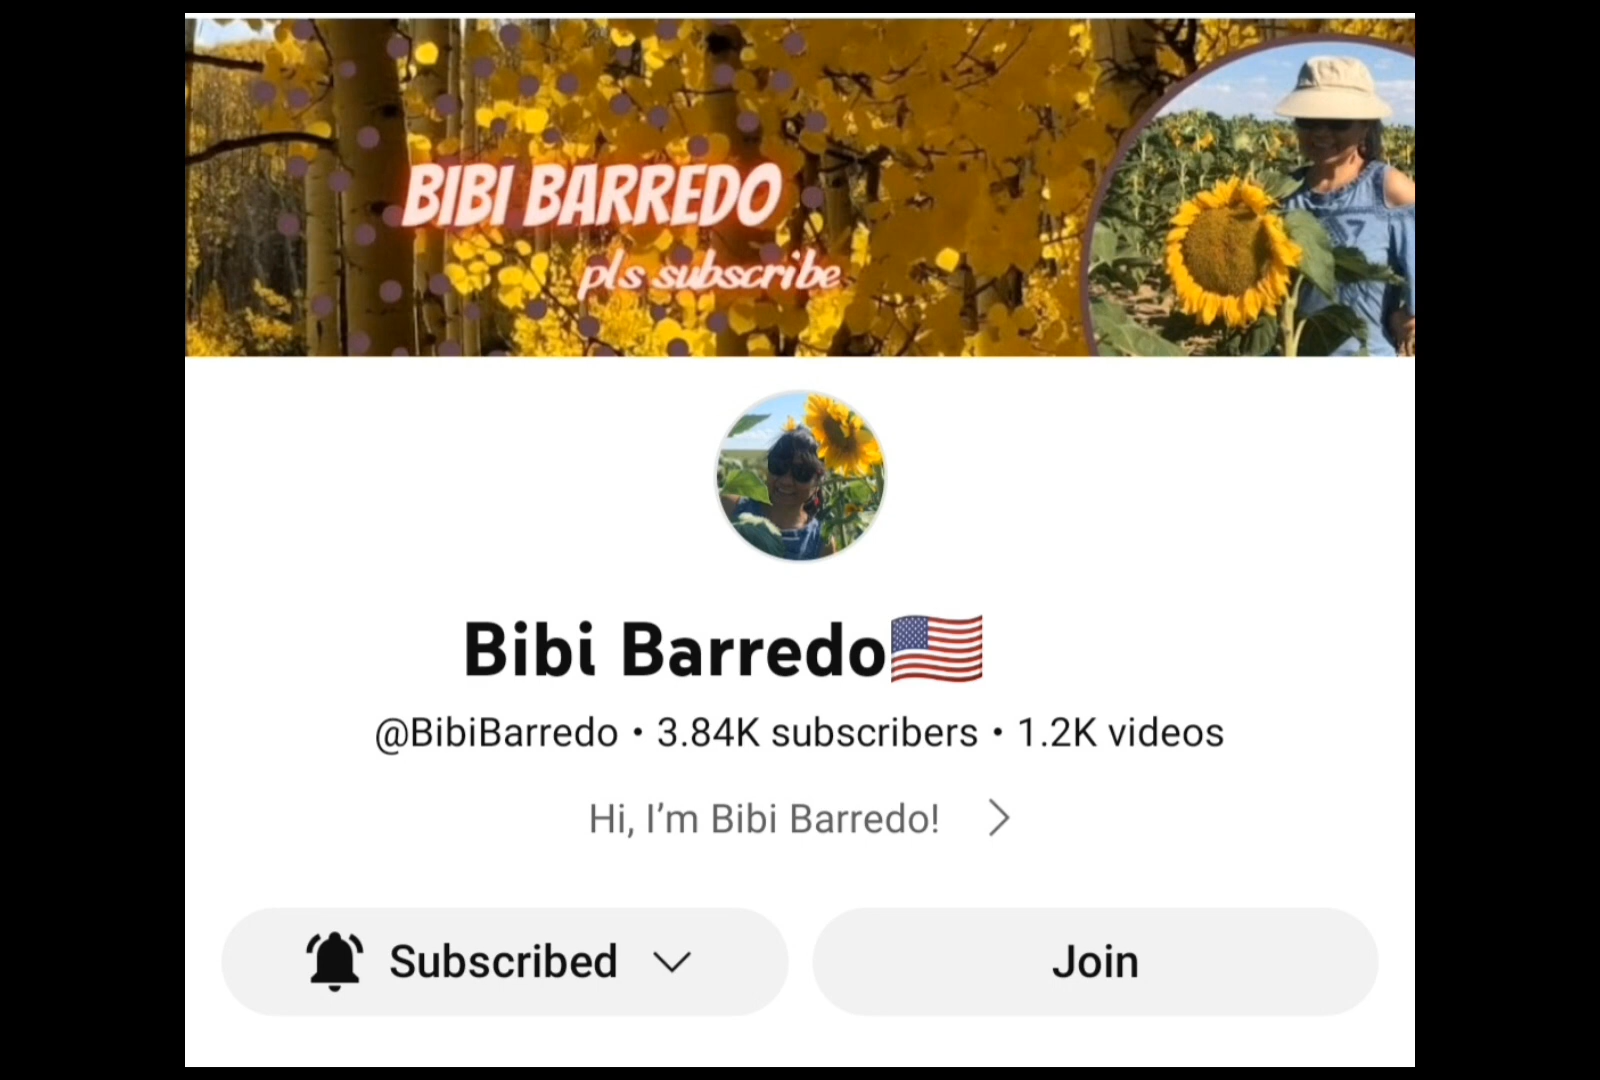 BIBI BARREDO
pls subscribe
Bibi Barredo🇺🇸
@BibiBarredo • 3.84K subscribers • 1.2K videos
Hi, I’m Bibi Barredo!
Subscribed
Join